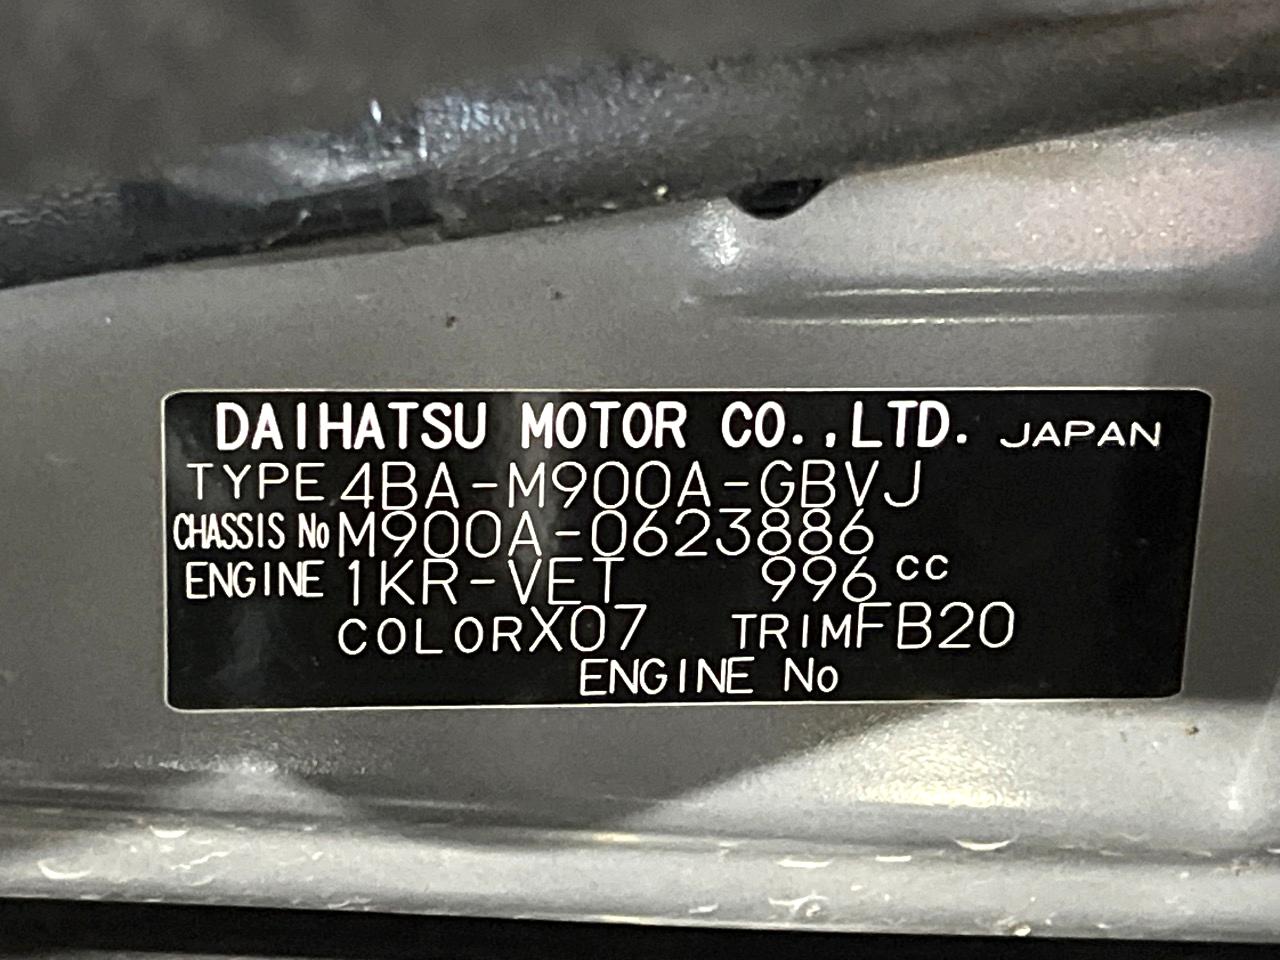 DAIHATSU MOTOR CO.,LTD. JAPAN
TYPE 4BA-M900A-GBVJ
CHASSIS No M900A-0623886
ENGINE 1KR-VET 996 cc
COLOR X07 TRIM FB20
ENGINE No